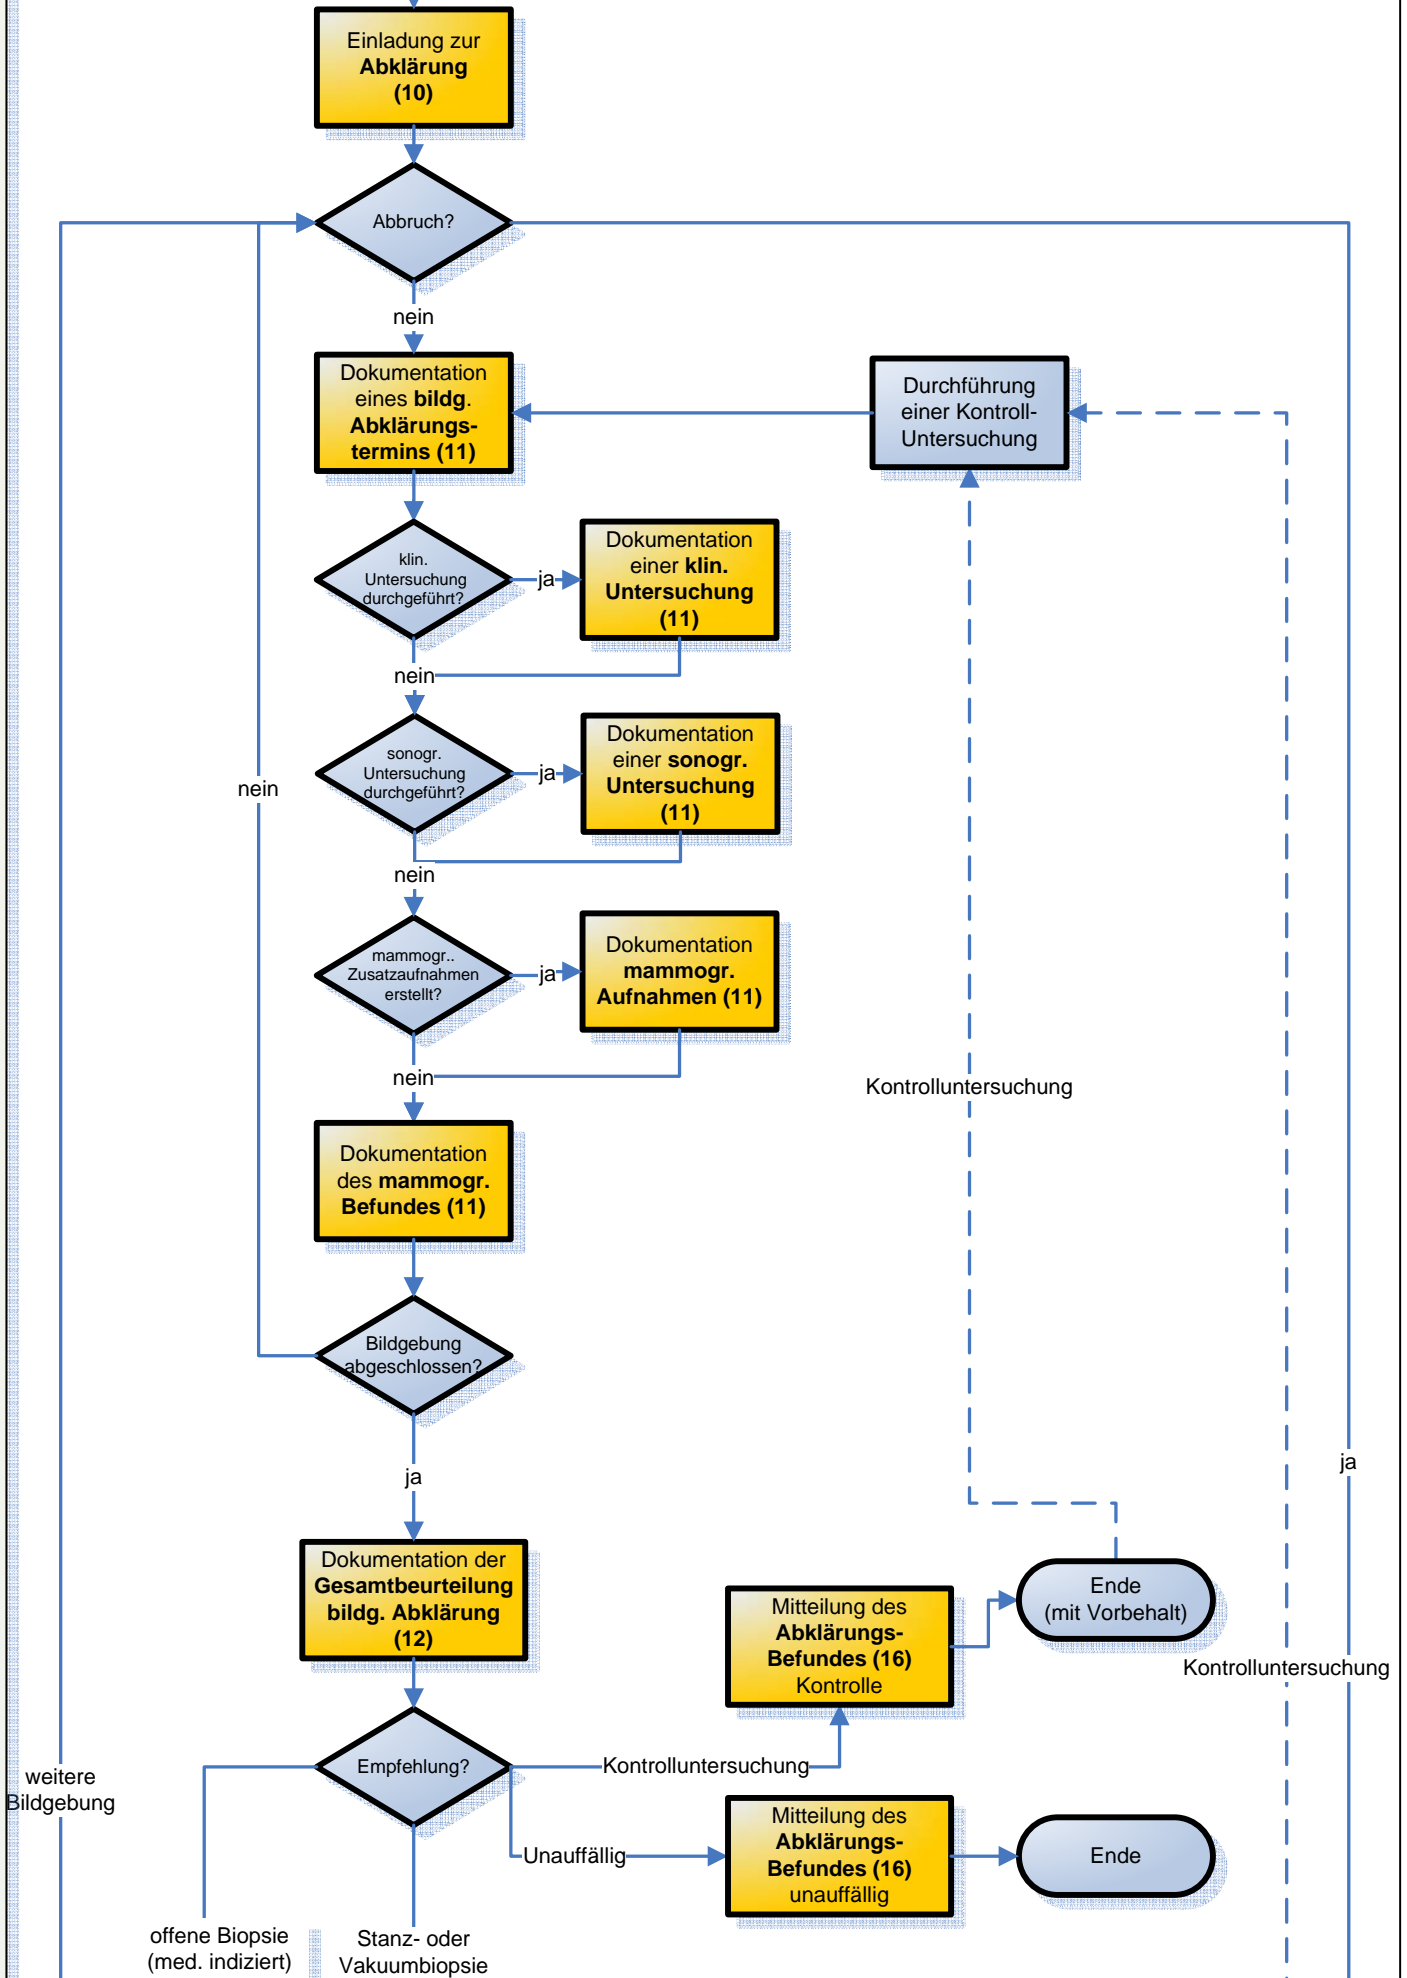 Einladung zur
Abklärung
(10)
Abbruch?
nein
Dokumentation
eines bildg.
Abklärungs-
termins (11)
Durchführung
einer Kontroll-
Untersuchung
klin.
Untersuchung
durchgeführt?
ja
Dokumentation
einer klin.
Untersuchung
(11)
nein
sonogr.
Untersuchung
durchgeführt?
ja
Dokumentation
einer sonogr.
Untersuchung
(11)
nein
nein
mammogr..
Zusatzaufnahmen
erstellt?
ja
Dokumentation
mammogr.
Aufnahmen (11)
nein
Kontrolluntersuchung
Dokumentation
des mammogr.
Befundes (11)
Bildgebung
abgeschlossen?
ja
ja
Dokumentation der
Gesamtbeurteilung
bildg. Abklärung
(12)
Mitteilung des
Abklärungs-
Befundes (16)
Kontrolle
Ende
(mit Vorbehalt)
Kontrolluntersuchung
Empfehlung?
Kontrolluntersuchung
weitere
Bildgebung
Unauffällig
Mitteilung des
Abklärungs-
Befundes (16)
unauffällig
Ende
offene Biopsie
(med. indiziert)
Stanz- oder
Vakuumbiopsie